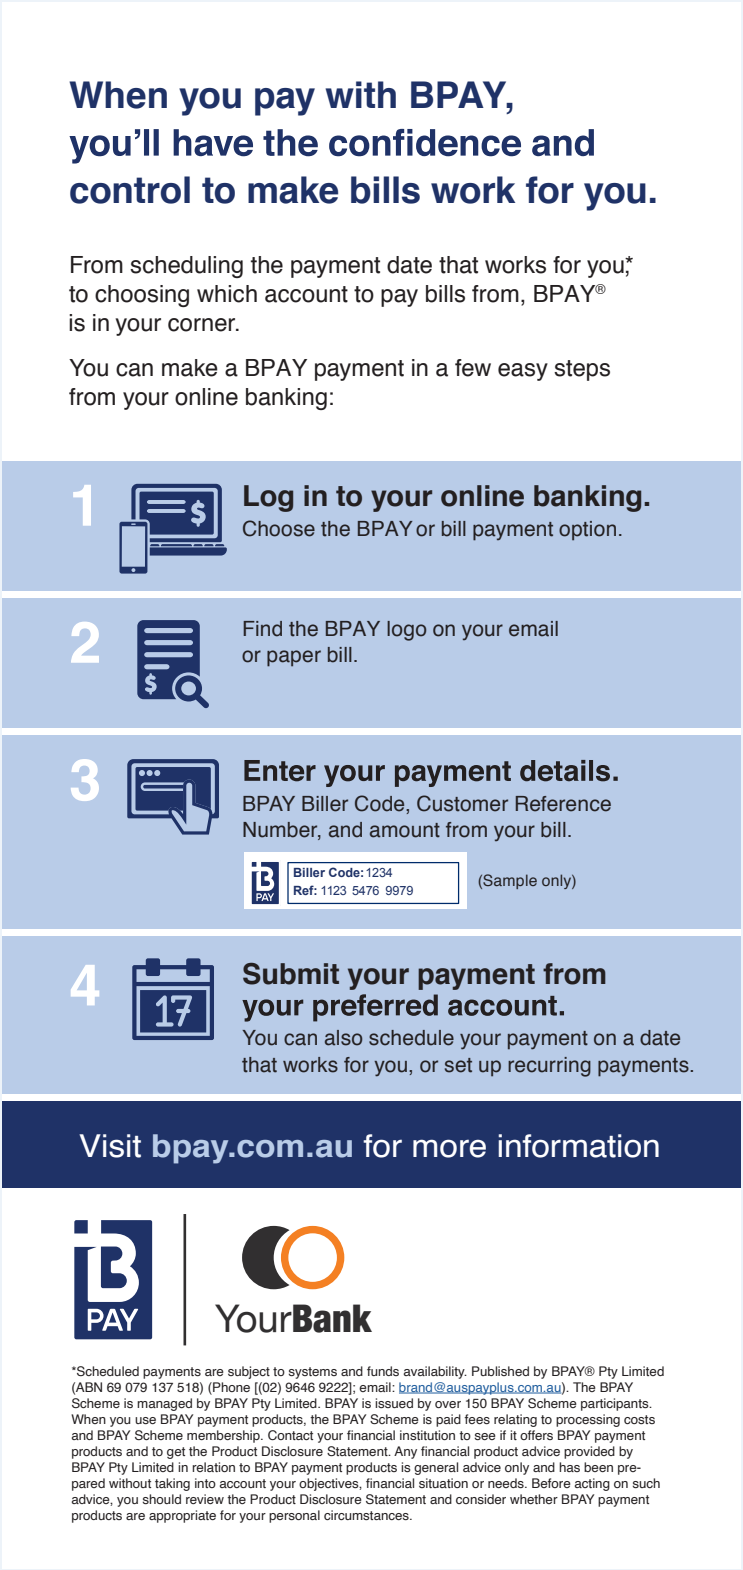 When you pay with BPAY,
you’ll have the confidence and
control to make bills work for you.
From scheduling the payment date that works for you,*
to choosing which account to pay bills from, BPAY®
is in your corner.
You can make a BPAY payment in a few easy steps
from your online banking:
1
$
Log in to your online banking.
Choose the BPAY or bill payment option.
2
$
Find the BPAY logo on your email
or paper bill.
3
Enter your payment details.
BPAY Biller Code, Customer Reference
Number, and amount from your bill.
B
PAY
Biller Code: 1234
Ref: 1123 5476 9979
(Sample only)
4
17
Submit your payment from
your preferred account.
You can also schedule your payment on a date
that works for you, or set up recurring payments.
Visit bpay.com.au for more information
B
PAY
YourBank
*Scheduled payments are subject to systems and funds availability. Published by BPAY® Pty Limited
(ABN 69 079 137 518) (Phone [(02) 9646 9222]; email: brand@auspayplus.com.au). The BPAY
Scheme is managed by BPAY Pty Limited. BPAY is issued by over 150 BPAY Scheme participants.
When you use BPAY payment products, the BPAY Scheme is paid fees relating to processing costs
and BPAY Scheme membership. Contact your financial institution to see if it offers BPAY payment
products and to get the Product Disclosure Statement. Any financial product advice provided by
BPAY Pty Limited in relation to BPAY payment products is general advice only and has been pre-
pared without taking into account your objectives, financial situation or needs. Before acting on such
advice, you should review the Product Disclosure Statement and consider whether BPAY payment
products are appropriate for your personal circumstances.